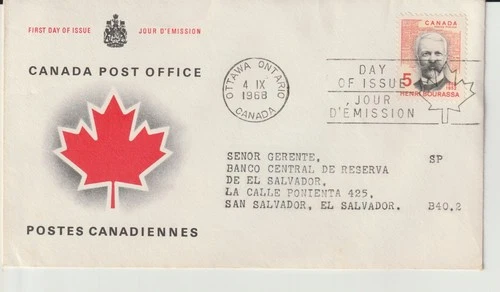 FIRST DAY OF ISSUE JOUR D'ÉMISSION
CANADA POST OFFICE
POSTES CANADIENNES
OTTAWA ONTARIO
4 IX
1968
CANADA
DAY
OF ISSUE
JOUR
D'ÉMISSION
CANADA
5
HENRI BOURASSA
SENOR GERENTE, SP
BANCO CENTRAL DE RESERVA
DE EL SALVADOR.
LA CALLE PONIENTA 425,
SAN SALVADOR, EL SALVADOR. B40.2